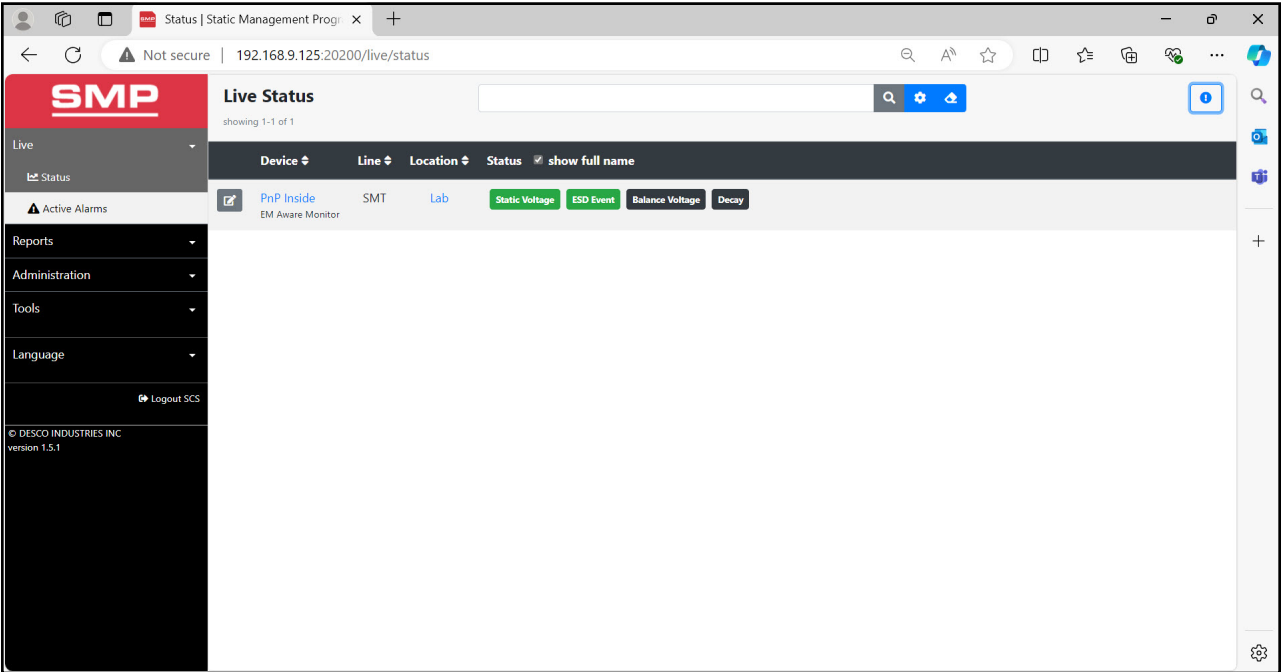 SMP Status | Static Management Progr
Not secure | 192.168.9.125:20200/live/status
SMP
Live
Status
Active Alarms
Reports
Administration
Tools
Language
Logout SCS
© DESCO INDUSTRIES INC
version 1.5.1
Live Status
showing 1-1 of 1
Device Line Location Status show full name
PnP Inside SMT Lab Static Voltage ESD Event Balance Voltage Decay
EM Aware Monitor